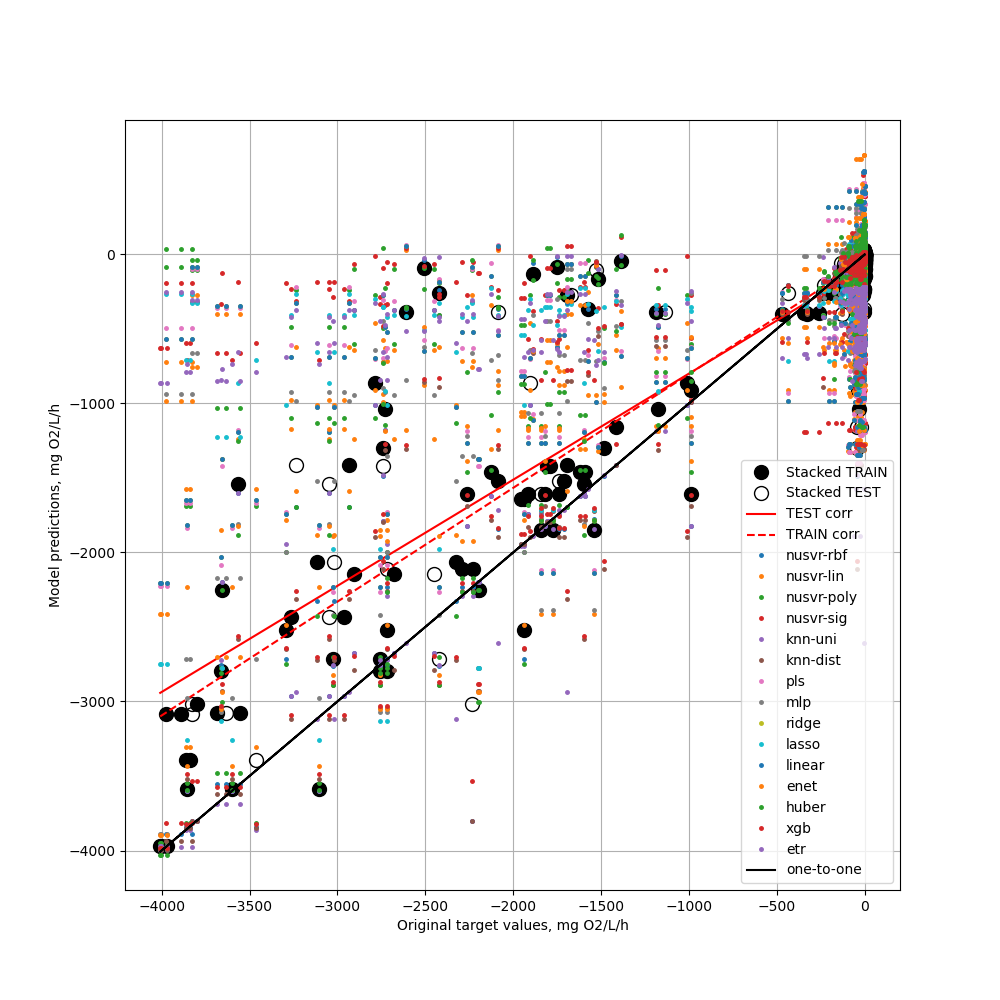 0
−1000
−2000
−3000
−4000
Model predictions, mg O2/L/h
−4000 −3500 −3000 −2500 −2000 −1500 −1000 −500 0
Original target values, mg O2/L/h
Stacked TRAIN
Stacked TEST
TEST corr
TRAIN corr
nusvr-rbf
nusvr-lin
nusvr-poly
nusvr-sig
knn-uni
knn-dist
pls
mlp
ridge
lasso
linear
enet
huber
xgb
etr
one-to-one